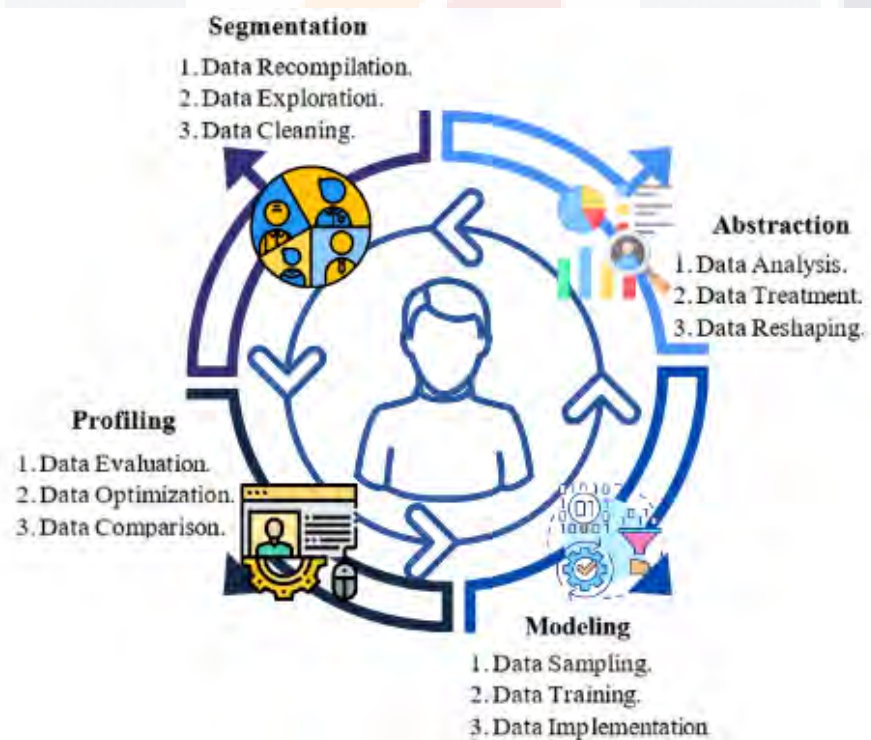 Segmentation
1. Data Recompilation.
2. Data Exploration.
3. Data Cleaning.
Abstraction
1. Data Analysis.
2. Data Treatment.
3. Data Reshaping.
Profiling
1. Data Evaluation.
2. Data Optimization.
3. Data Comparison.
Modeling
1. Data Sampling.
2. Data Training.
3. Data Implementation